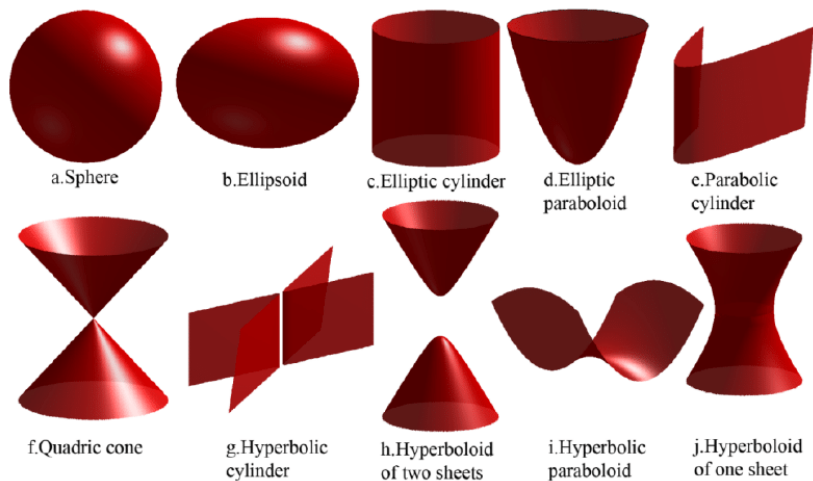 a.Sphere
b.Ellipsoid
c.Elliptic cylinder
d.Elliptic
paraboloid
e.Parabolic
cylinder
f.Quadric cone
g.Hyperbolic
cylinder
h.Hyperboloid
of two sheets
i.Hyperbolic
paraboloid
j.Hyperboloid
of one sheet